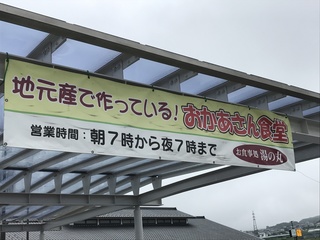 地元産で作っている！おかあさん食堂
営業時間：朝7時から夜7時まで
お食事処 湯の丸